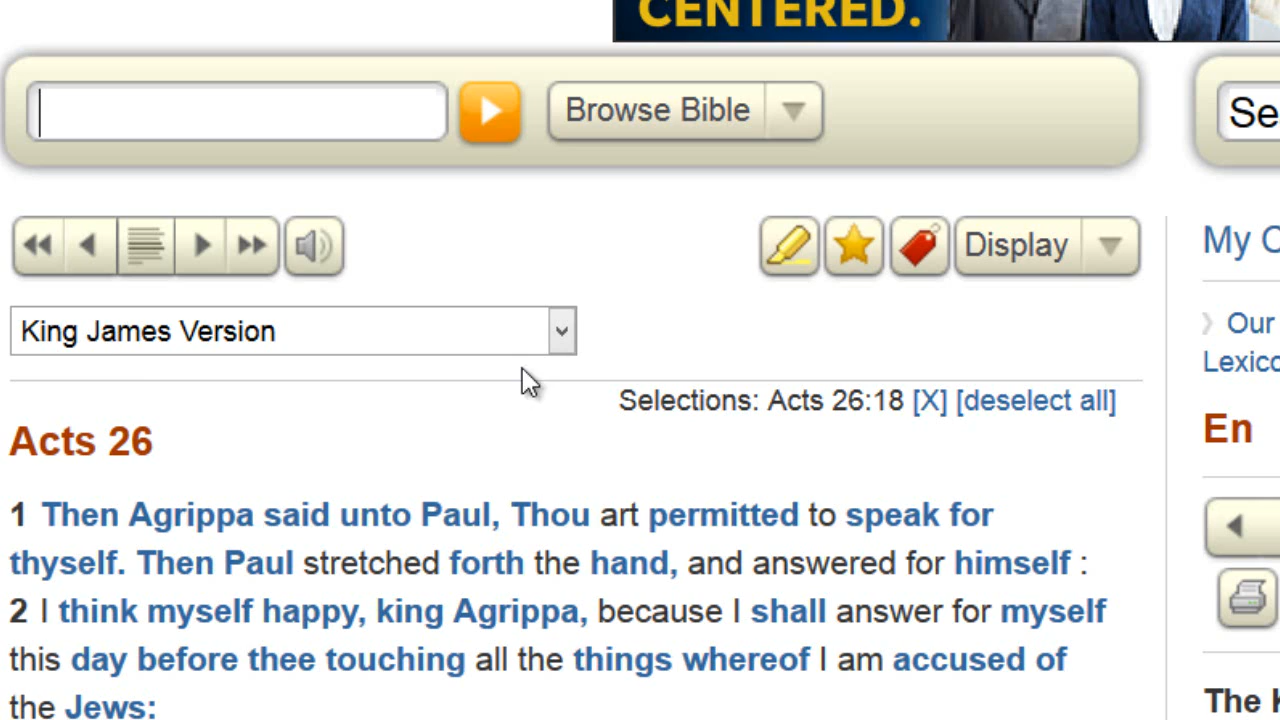 CENTERED.
Browse Bible
Se
Display
My C
King James Version
Our
Lexico
Selections: Acts 26:18 [X] [deselect all]
Acts 26
En
1 Then Agrippa said unto Paul, Thou art permitted to speak for
thyself. Then Paul stretched forth the hand, and answered for himself :
2 I think myself happy, king Agrippa, because I shall answer for myself
this day before thee touching all the things whereof I am accused of
the Jews:
The K